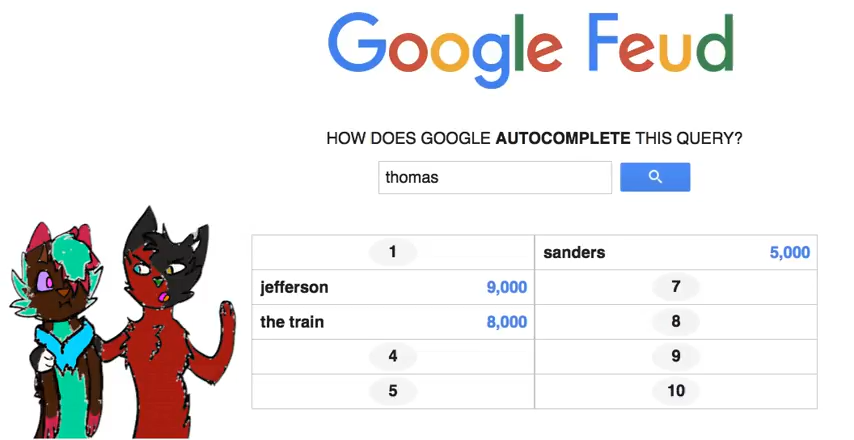 Google Feud
HOW DOES GOOGLE AUTOCOMPLETE THIS QUERY?
thomas
1
jefferson 9,000
the train 8,000
4
5
sanders 5,000
7
8
9
10